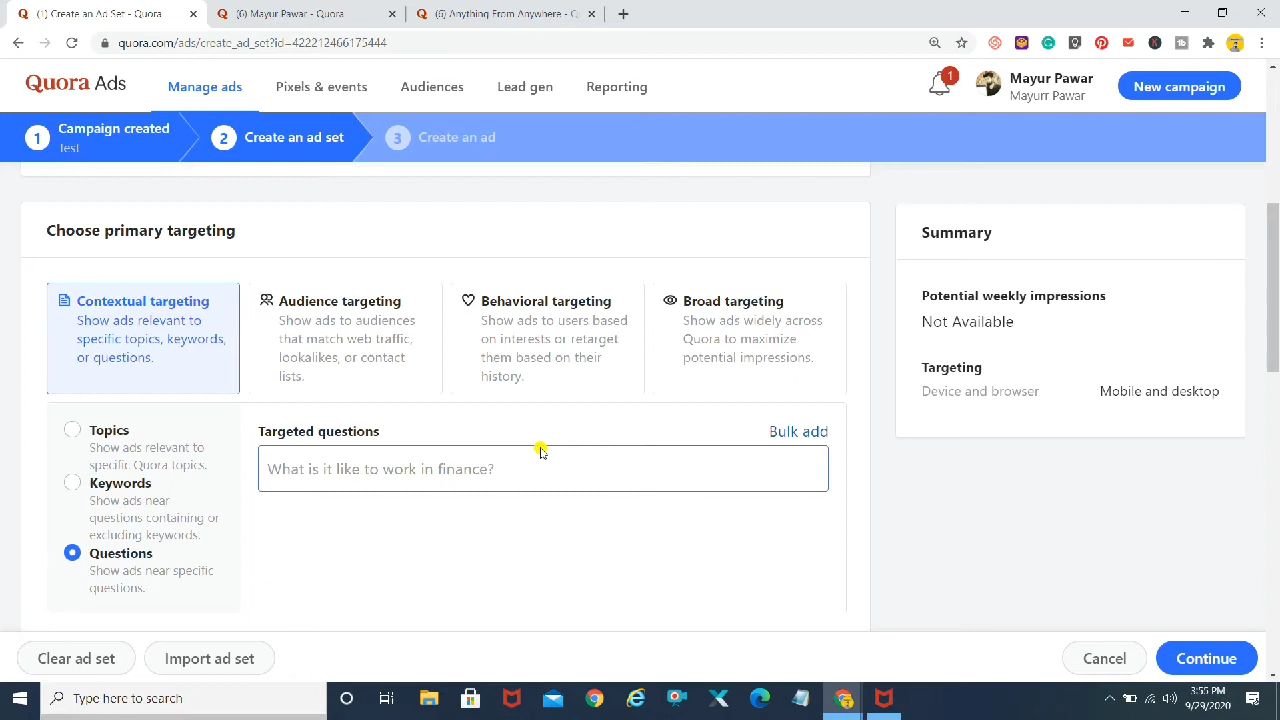 (1) Create an Ad Set - Quora
(6) Mayur Pawar - Quora
(6) Anything From Anywhere - Qu
quora.com/ads/create_ad_set?id=422212466175444
Quora Ads
Manage ads
Pixels & events
Audiences
Lead gen
Reporting
1
Mayur Pawar
Mayurr Pawar
New campaign
1
Campaign created
Test
2
Create an ad set
3
Create an ad
Choose primary targeting
Contextual targeting
Show ads relevant to
specific topics, keywords,
or questions.
Audience targeting
Show ads to audiences
that match web traffic,
lookalikes, or contact
lists.
Behavioral targeting
Show ads to users based
on interests or retarget
them based on their
history.
Broad targeting
Show ads widely across
Quora to maximize
potential impressions.
Topics
Show ads relevant to
specific Quora topics.
Keywords
Show ads near
questions containing or
excluding keywords.
Questions
Show ads near specific
questions.
Targeted questions
Bulk add
What is it like to work in finance?
Summary
Potential weekly impressions
Not Available
Targeting
Device and browser
Mobile and desktop
Clear ad set
Import ad set
Cancel
Continue
Type here to search
3:55 PM
9/29/2020